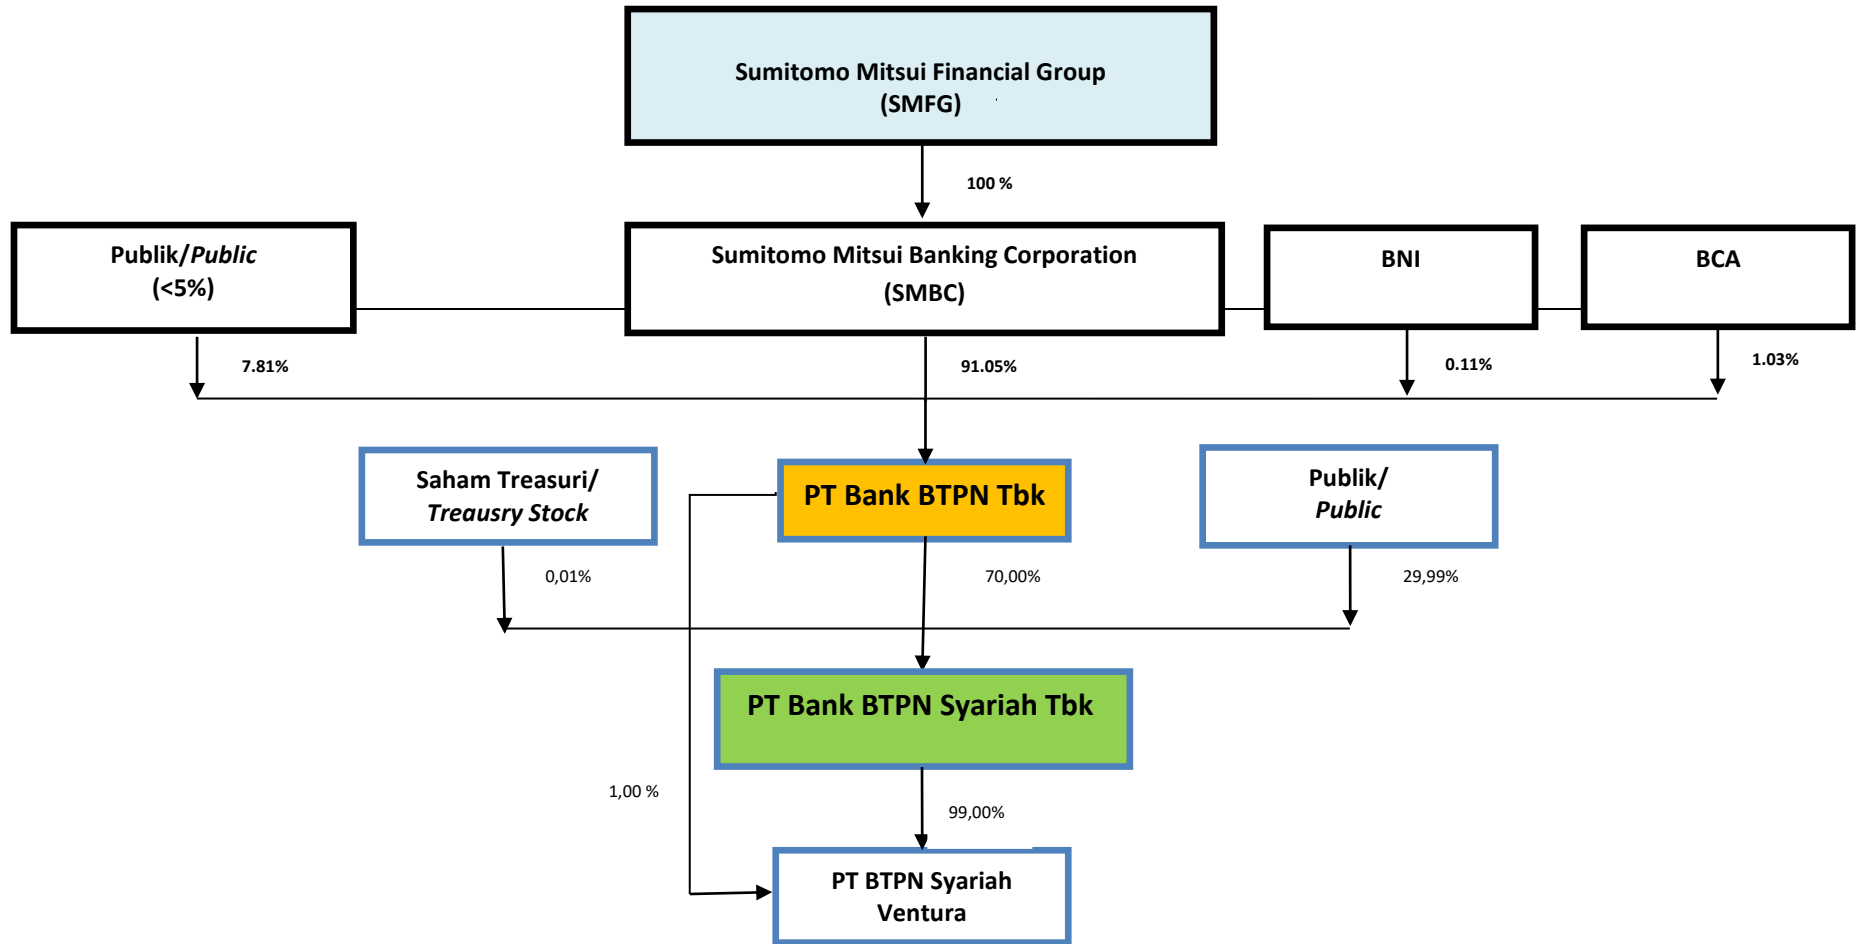 Sumitomo Mitsui Financial Group
(SMFG)
100 %
Publik/Public
(<5%)
Sumitomo Mitsui Banking Corporation
(SMBC)
BNI
BCA
7.81%
91.05%
0.11%
1.03%
Saham Treasuri/
Treausry Stock
PT Bank BTPN Tbk
Publik/
Public
0,01%
70,00%
29,99%
PT Bank BTPN Syariah Tbk
1,00 %
99,00%
PT BTPN Syariah
Ventura